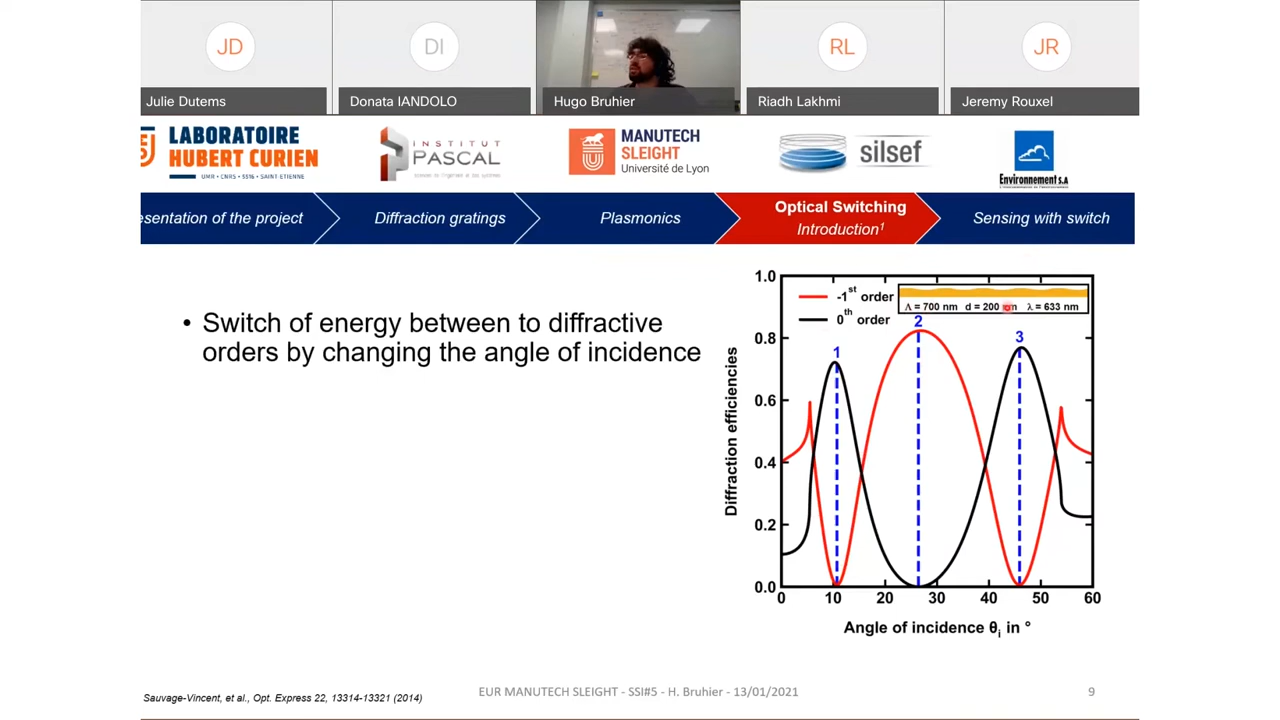 JD
DI
RL
JR
Julie Dutems
Donata IANDOLO
Hugo Bruhier
Riadh Lakhmi
Jeremy Rouxel
LABORATOIRE
HUBERT CURIEN
UMR • CNRS • 5516 • SAINT-ETIENNE
INSTITUT
PASCAL
MANUTECH
SLEIGHT
Université de Lyon
silsef
Environnement S.A
esentation of the project
Diffraction gratings
Plasmonics
Optical Switching
Introduction¹
Sensing with switch
• Switch of energy between to diffractive
orders by changing the angle of incidence
-1st order
0th order
Λ = 700 nm d = 200 nm λ = 633 nm
1
2
3
Diffraction efficiencies
1.0
0.8
0.6
0.4
0.2
0.0
0 10 20 30 40 50 60
Angle of incidence θi in °
Sauvage-Vincent, et al., Opt. Express 22, 13314-13321 (2014)
EUR MANUTECH SLEIGHT - SSI#5 - H. Bruhier - 13/01/2021
9